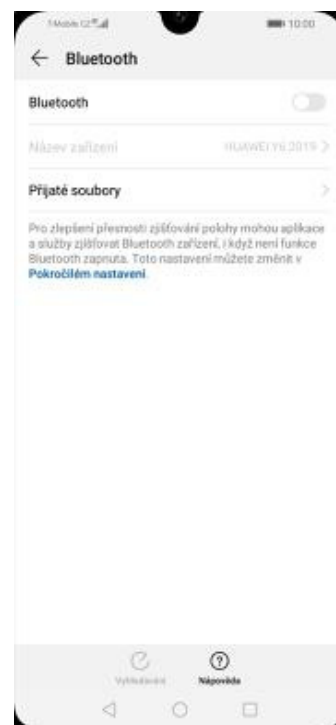 T-Mobile CZ
10:00
Bluetooth
Bluetooth
Název zařízení
HUAWEI Y6 2019
Přijaté soubory
Pro zlepšení přesnosti zjišťování polohy mohou aplikace
a služby zjišťovat Bluetooth zařízení, i když není funkce
Bluetooth zapnuta. Toto nastavení můžete změnit v
Pokročilém nastavení.
Vyhledávání
Nápověda